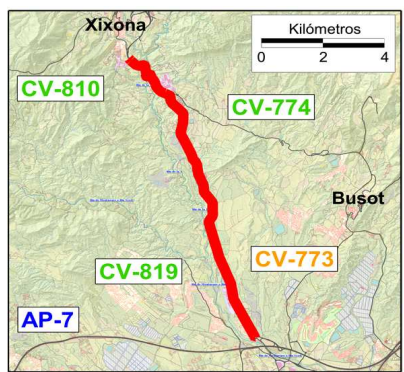 Xixona
Kilómetros
0 2 4
CV-810
CV-774
Busot
CV-819
CV-773
AP-7